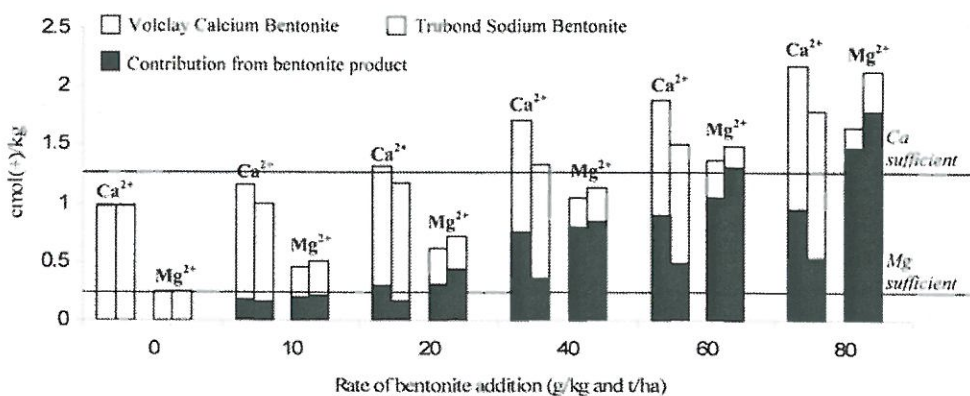 2.5
Volclay Calcium Bentonite
Trubond Sodium Bentonite
Contribution from bentonite product
2
1.5
1
0.5
0
cmol(+)/kg
Ca2+
Mg2+
Ca2+
Mg2+
Ca2+
Mg2+
Ca2+
Mg2+
Ca2+
Mg2+
Ca2+
Mg2+
Ca
sufficient
Mg
sufficient
0 10 20 40 60 80
Rate of bentonite addition (g/kg and t/ha)